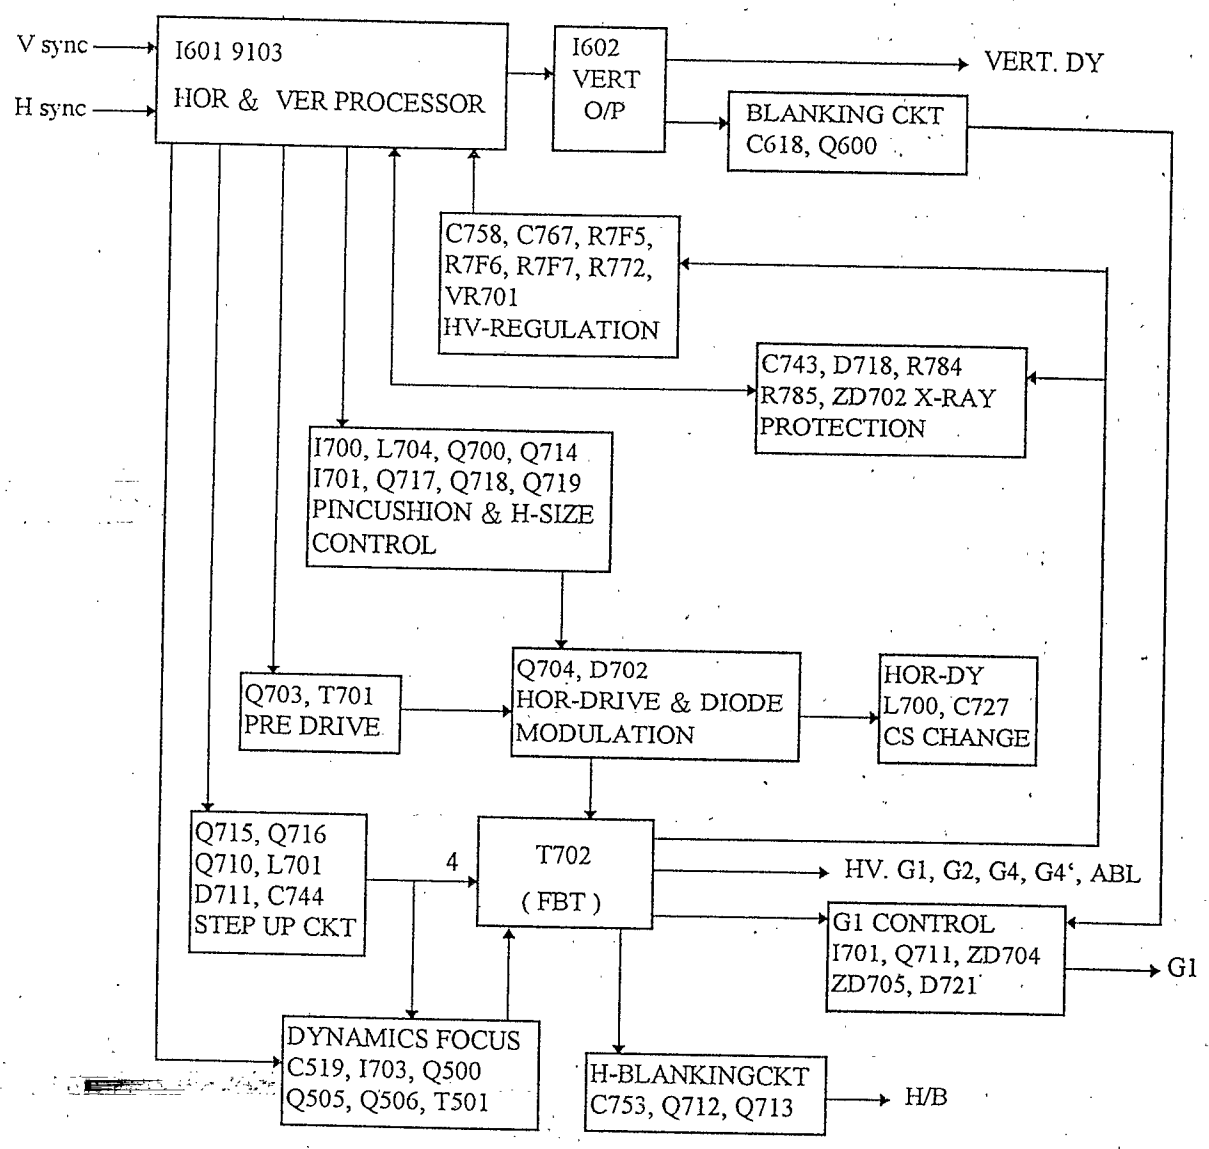 V sync
H sync
I601 9103
HOR & VER PROCESSOR
I602
VERT
O/P
VERT. DY
BLANKING CKT
C618, Q600
C758, C767, R7F5,
R7F6, R7F7, R772,
VR701
HV-REGULATION
C743, D718, R784
R785, ZD702 X-RAY
PROTECTION
I700, L704, Q700, Q714
I701, Q717, Q718, Q719
PINCUSHION & H-SIZE
CONTROL
Q703, T701
PRE DRIVE
Q704, D702
HOR-DRIVE & DIODE
MODULATION
HOR-DY
L700, C727
CS CHANGE
Q715, Q716
Q710, L701
D711, C744
STEP UP CKT
4
T702
( FBT )
HV. G1, G2, G4, G4‘, ABL
G1 CONTROL
I701, Q711, ZD704
ZD705, D721
G1
DYNAMICS FOCUS
C519, I703, Q500
Q505, Q506, T501
H-BLANKINGCKT
C753, Q712, Q713
H/B